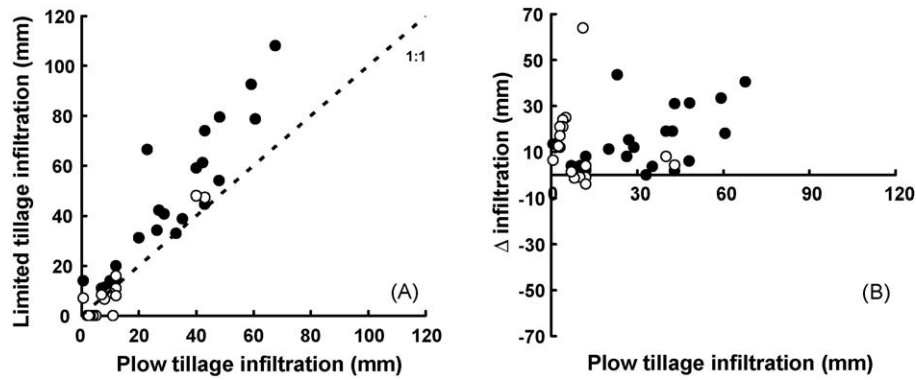 Limited tillage infiltration (mm)
120
100
80
60
40
20
0
1:1
(A)
0 20 40 60 80 100 120
Plow tillage infiltration (mm)
Δ infiltration (mm)
70
50
30
10
-10
-30
-50
-70
0 30 60 90 120
(B)
Plow tillage infiltration (mm)